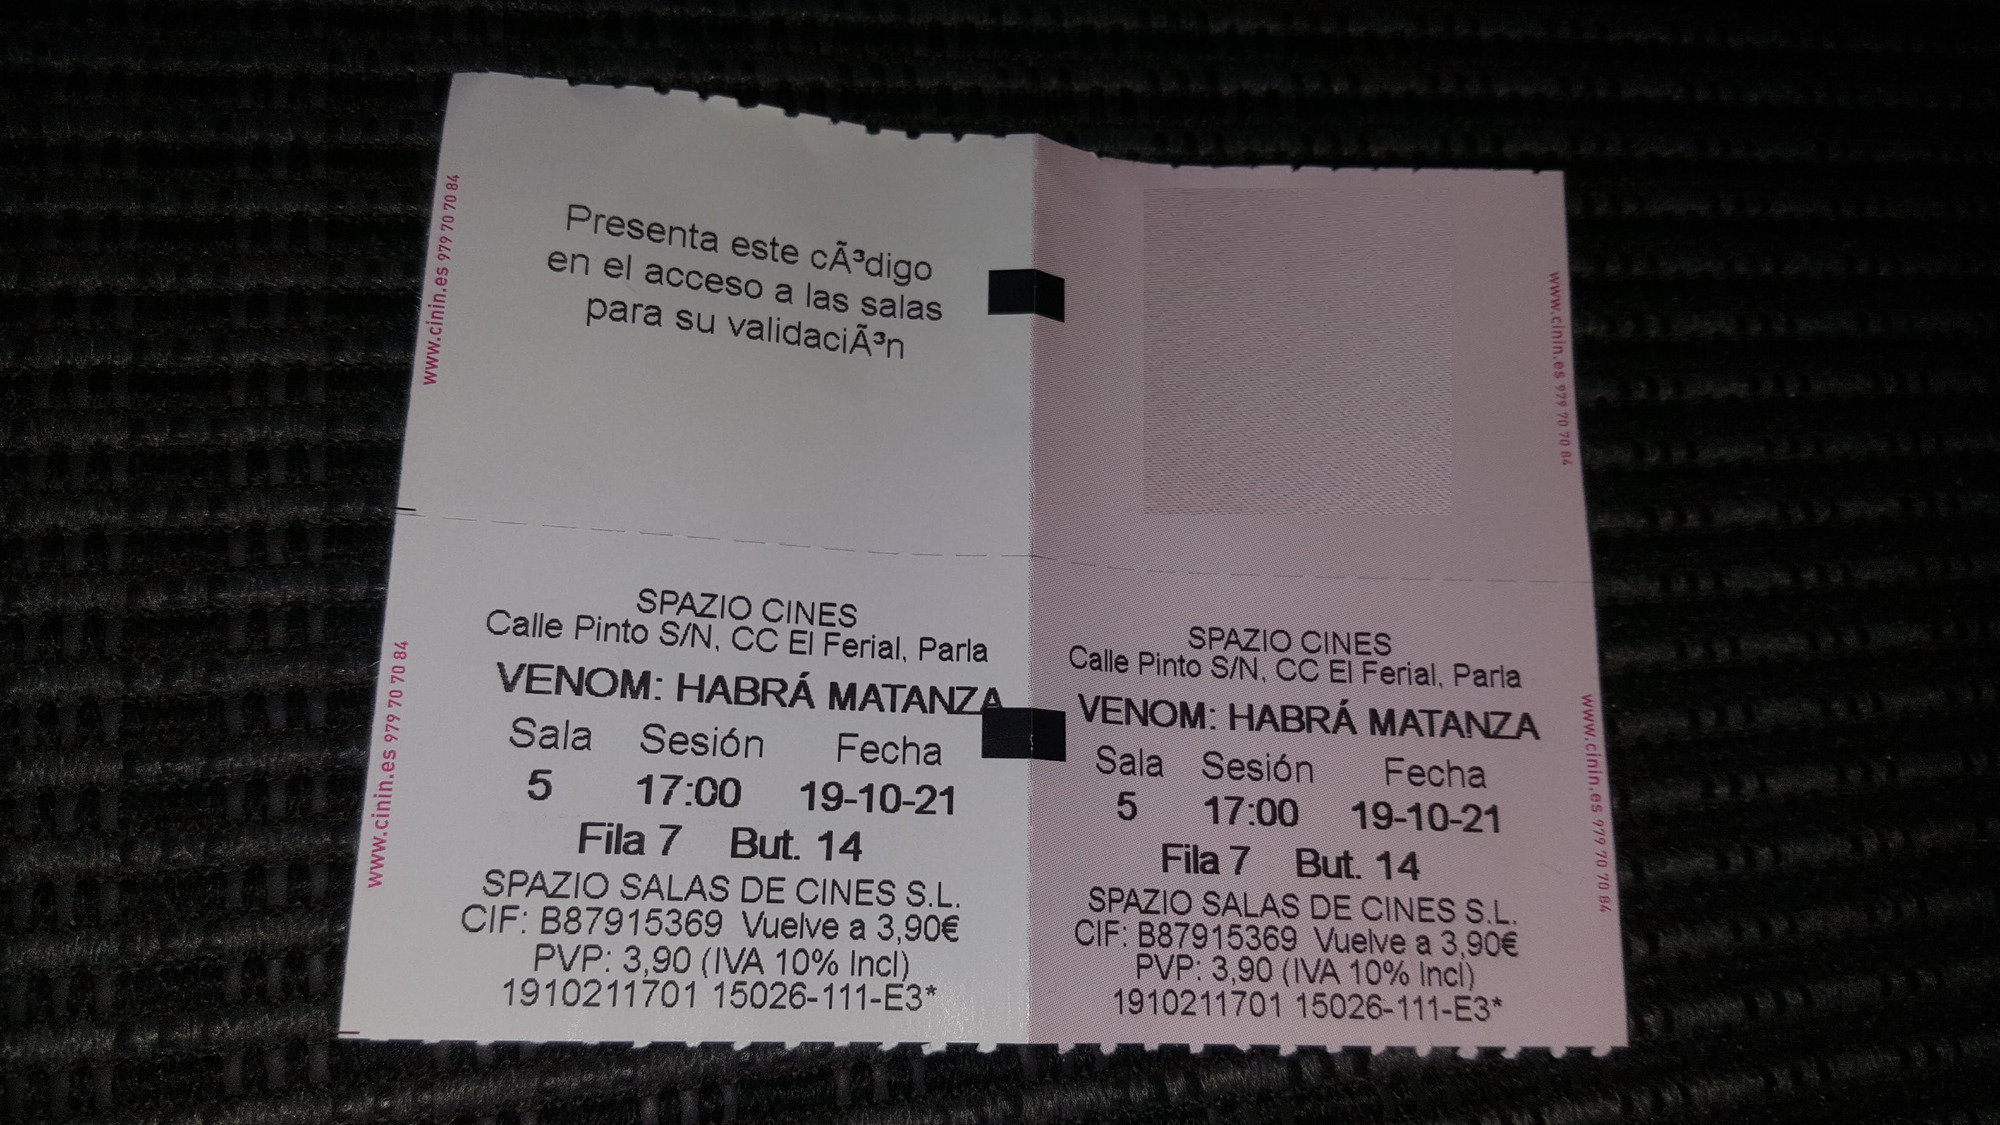 www.cinin.es 979 70 70 84
Presenta este cÃ³digo
en el acceso a las salas
para su validaciÃ³n
www.cinin.es 979 70 70 84
www.cinin.es 979 70 70 84
SPAZIO CINES
Calle Pinto S/N, CC El Ferial, Parla
VENOM: HABRÁ MATANZA
Sala Sesión Fecha
5 17:00 19-10-21
Fila 7 But. 14
SPAZIO SALAS DE CINES S.L.
CIF: B87915369 Vuelve a 3,90€
PVP: 3,90 (IVA 10% Incl)
1910211701 15026-111-E3*
SPAZIO CINES
Calle Pinto S/N, CC El Ferial, Parla
VENOM: HABRÁ MATANZA
Sala Sesión Fecha
5 17:00 19-10-21
Fila 7 But. 14
SPAZIO SALAS DE CINES S.L.
CIF: B87915369 Vuelve a 3,90€
PVP: 3,90 (IVA 10% Incl)
1910211701 15026-111-E3*
www.cinin.es 979 70 70 84